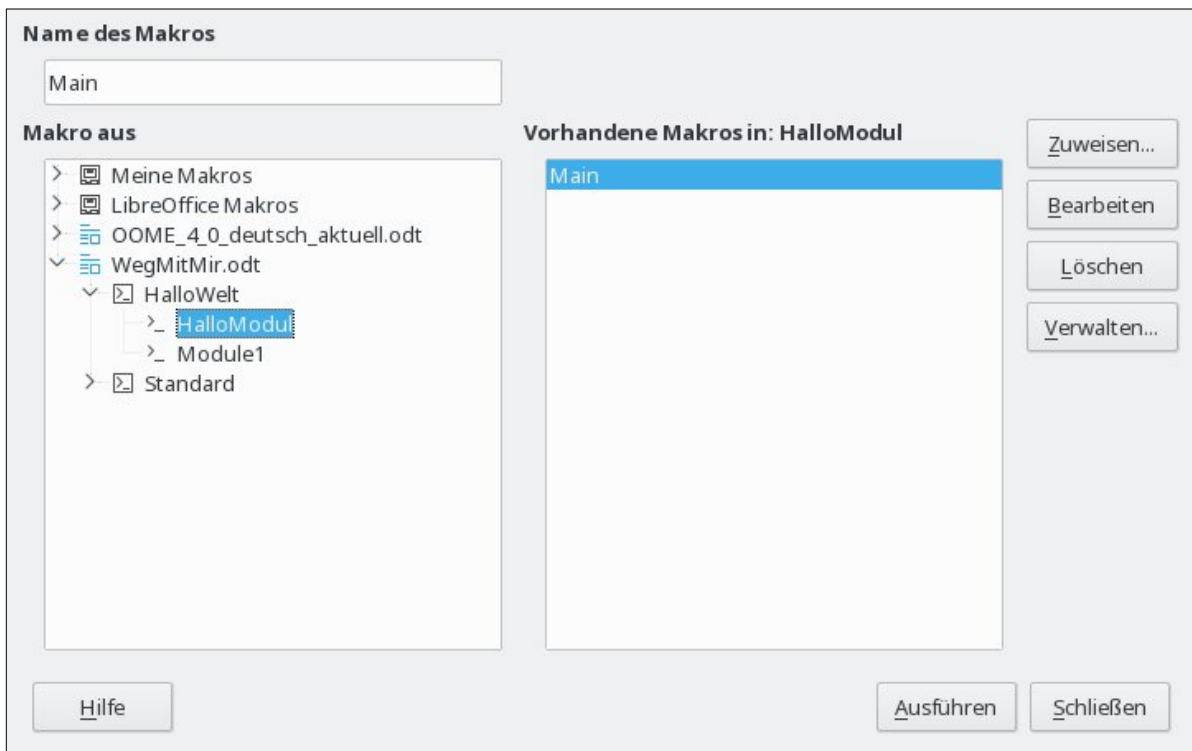 Name des Makros
Main
Makro aus
Meine Makros
LibreOffice Makros
OOME_4_0_deutsch_aktuell.odt
WegMitMir.odt
HalloWelt
HalloModul
Module1
Standard
Vorhandene Makros in: HalloModul
Main
Zuweisen...
Bearbeiten
Löschen
Verwalten...
Hilfe
Ausführen
Schließen